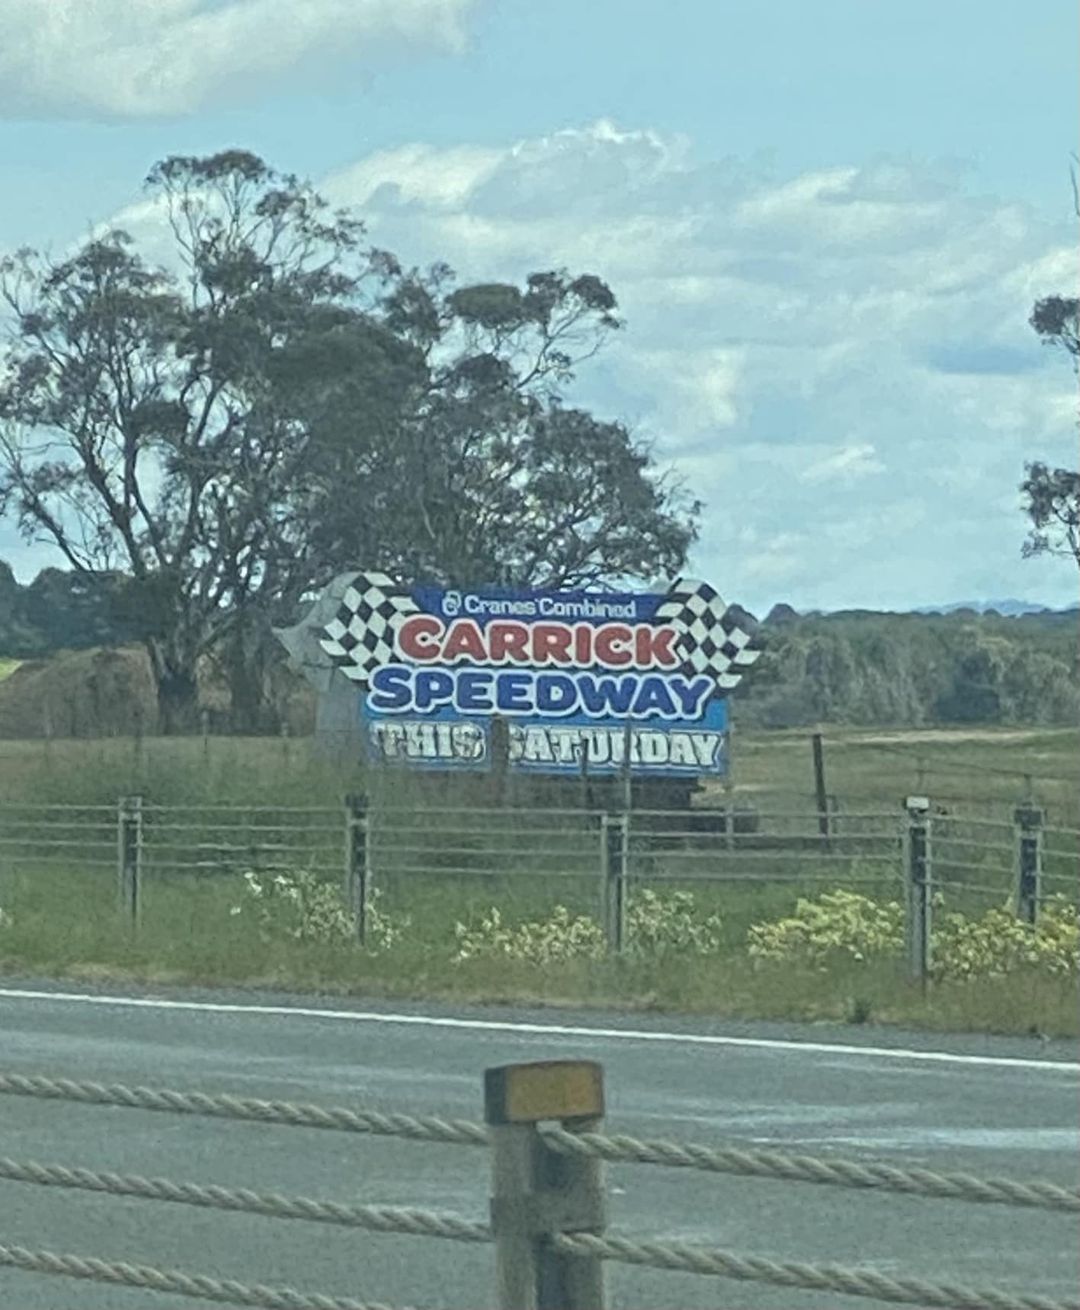 Cranes Combined
CARRICK
SPEEDWAY
THIS SATURDAY